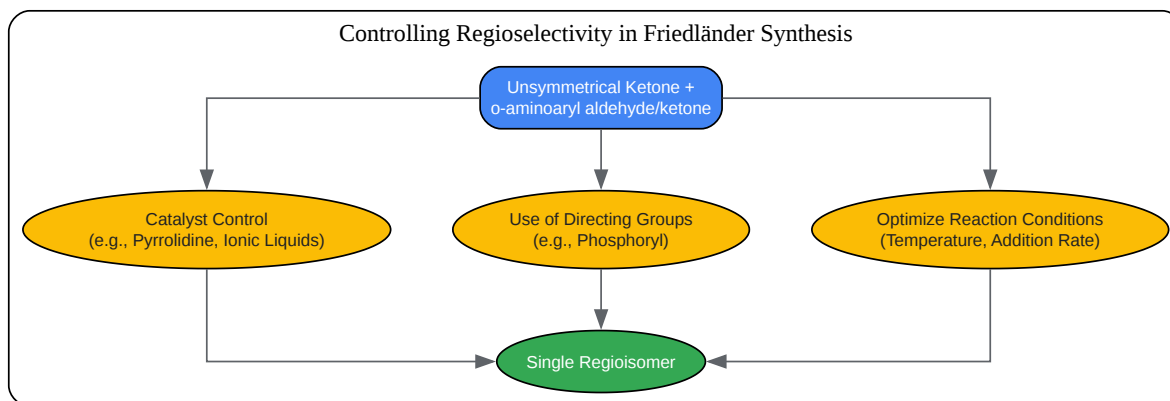 Controlling Regioselectivity in Friedländer Synthesis
Unsymmetrical Ketone +
o-aminoaryl aldehyde/ketone
Catalyst Control
(e.g., Pyrrolidine, Ionic Liquids)
Use of Directing Groups
(e.g., Phosphoryl)
Optimize Reaction Conditions
(Temperature, Addition Rate)
Single Regioisomer